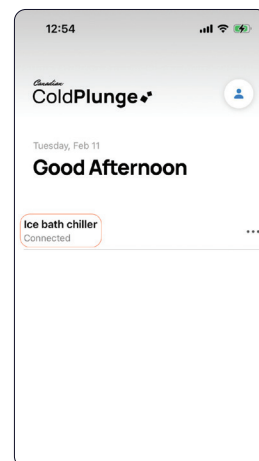 12:54
Canadian
ColdPlunge
Tuesday, Feb 11
Good Afternoon
Ice bath chiller
Connected